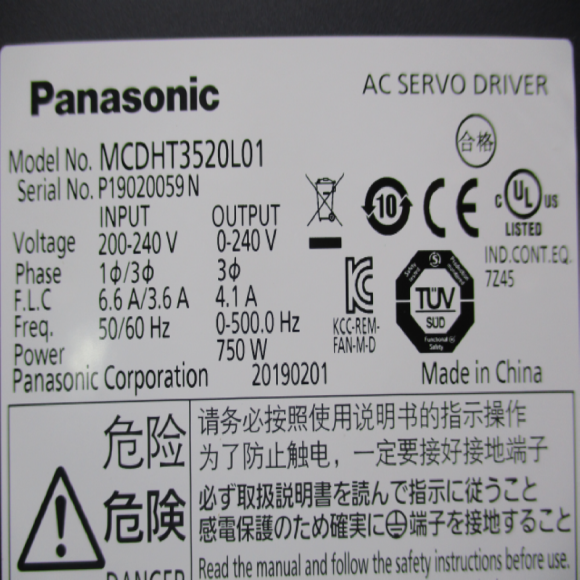 Panasonic AC SERVO DRIVER
合格
Model No. MCDHT3520L01
Serial No. P19020059N
INPUT OUTPUT
Voltage 200-240 V 0-240 V
Phase 1ϕ/3ϕ 3ϕ
F.L.C 6.6 A/3.6 A 4.1 A
Freq. 50/60 Hz 0-500.0 Hz
Power 750 W
10
CE
C UL US
LISTED
IND.CONT.EQ.
7Z45
KCC-REM-
FAN-M-D
TÜV
SÜD
Functional
Safety
Panasonic Corporation 20190201 Made in China
危险
请务必按照使用说明书的指示操作
为了防止触电，一定要接好接地端子
危険
必ず取扱説明書を読んで指示に従うこと
感電保護のため確実に⏚端子を接地すること
DANGER
Read the manual and follow the safety instructions before use.